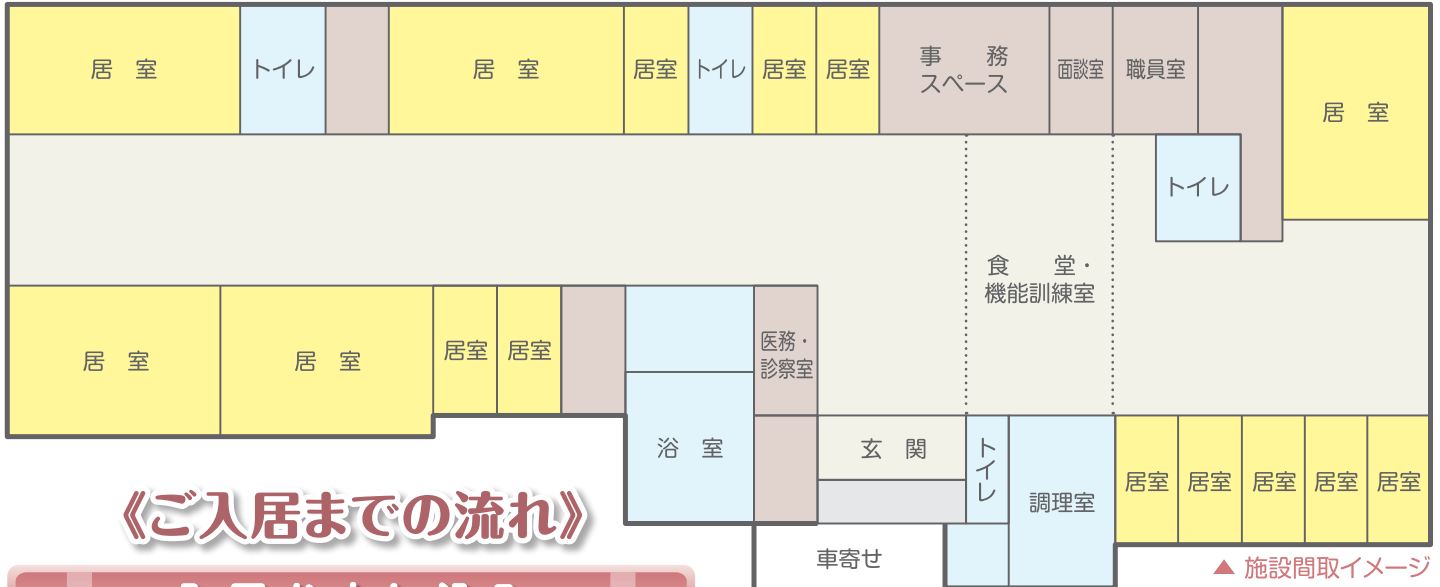 居 室
トイレ
居 室
居室
トイレ
居室
居室
事 務
スペース
面談室
職員室
居 室
トイレ
食 堂・
機能訓練室
居 室
居 室
居室
居室
医務・
診察室
浴 室
玄 関
トイレ
調理室
居室
居室
居室
居室
居室
《ご入居までの流れ》
車寄せ
▲ 施設間取イメージ